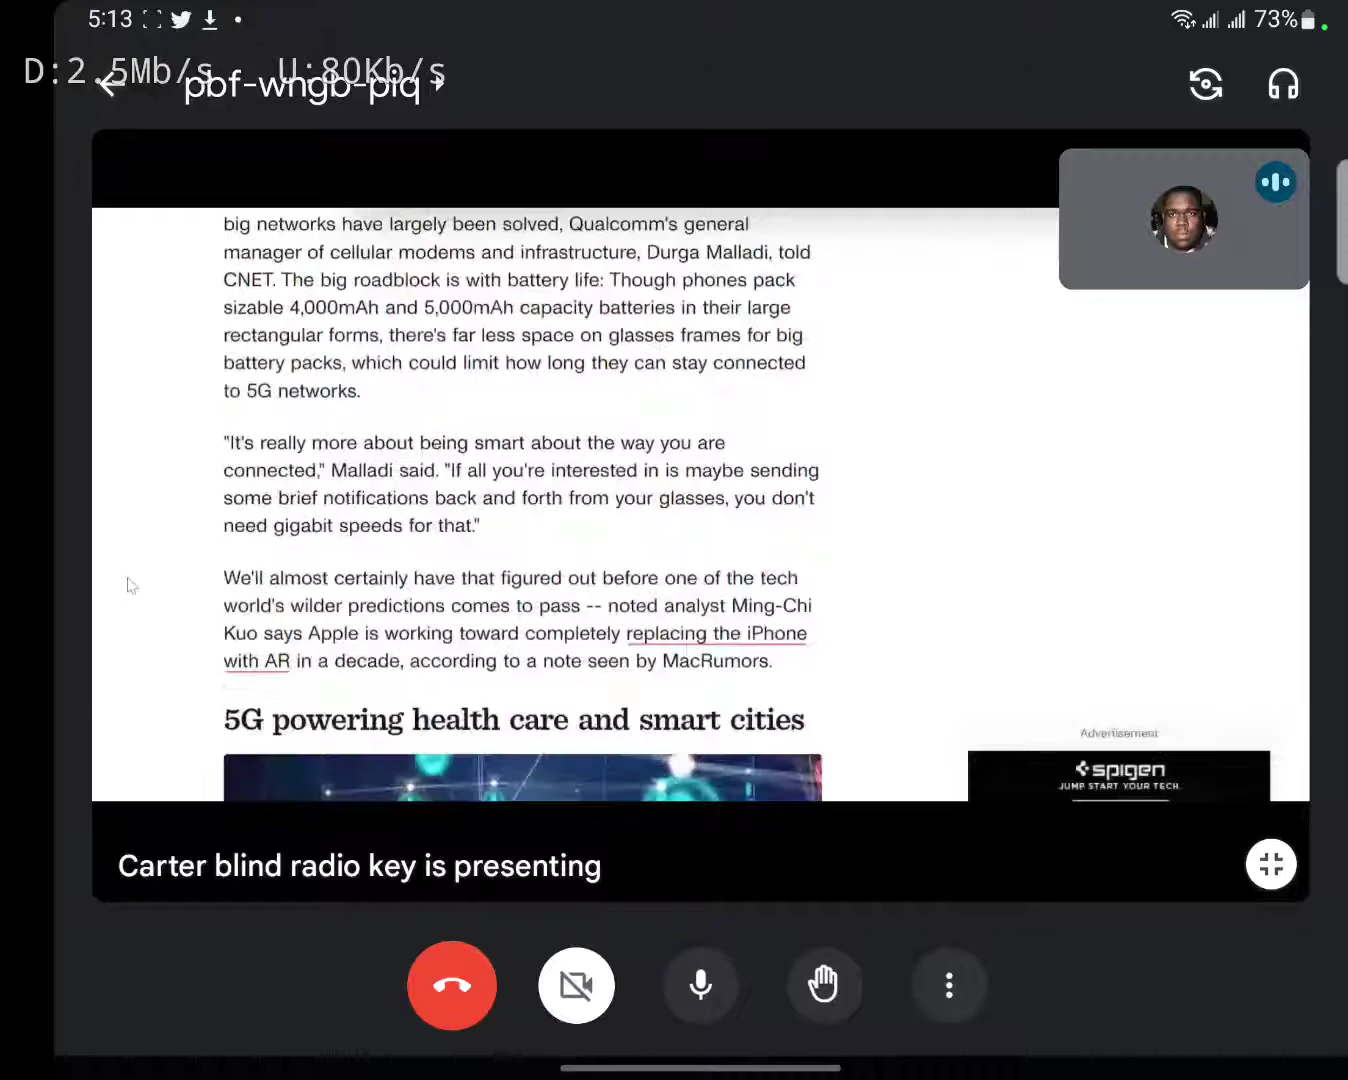 5:13
73%
D:2.5Mb/s U:80Kb/s
pbf-wngb-piq
big networks have largely been solved, Qualcomm's general
manager of cellular modems and infrastructure, Durga Malladi, told
CNET. The big roadblock is with battery life: Though phones pack
sizable 4,000mAh and 5,000mAh capacity batteries in their large
rectangular forms, there's far less space on glasses frames for big
battery packs, which could limit how long they can stay connected
to 5G networks.
"It's really more about being smart about the way you are
connected," Malladi said. "If all you're interested in is maybe sending
some brief notifications back and forth from your glasses, you don't
need gigabit speeds for that."
We'll almost certainly have that figured out before one of the tech
world's wilder predictions comes to pass -- noted analyst Ming-Chi
Kuo says Apple is working toward completely replacing the iPhone
with AR in a decade, according to a note seen by MacRumors.
5G powering health care and smart cities
Advertisement
spigen
JUMP START YOUR TECH.
Carter blind radio key is presenting